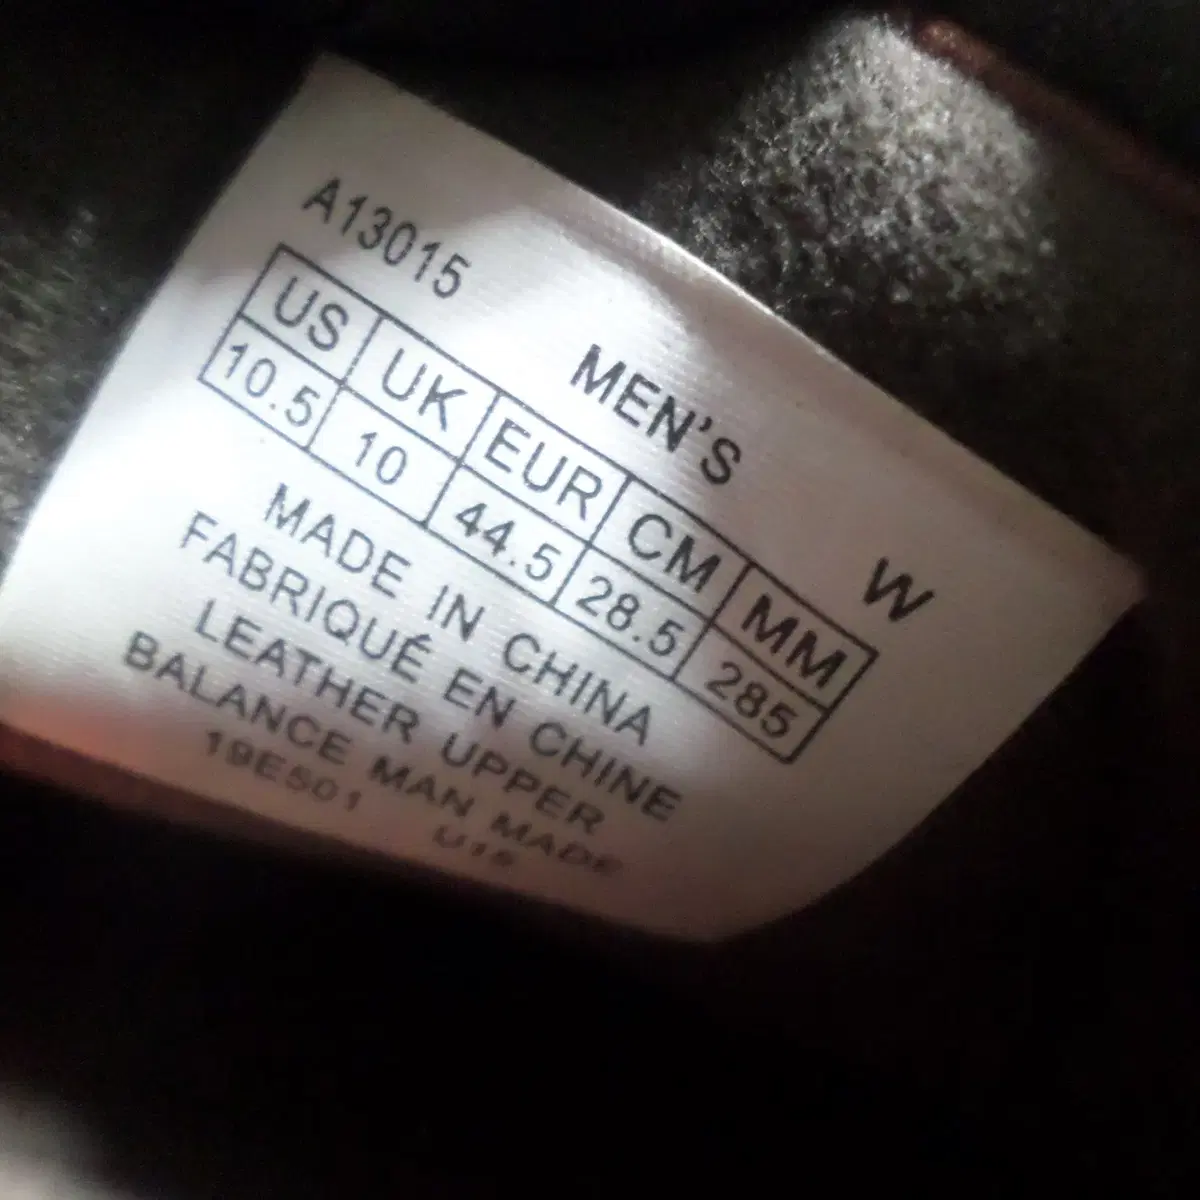 A13015
MEN'S W
US UK EUR CM MM
10.5 10 44.5 28.5 285
MADE IN CHINA
FABRIQUÉ EN CHINE
LEATHER UPPER
BALANCE MAN MADE
19E501 U15